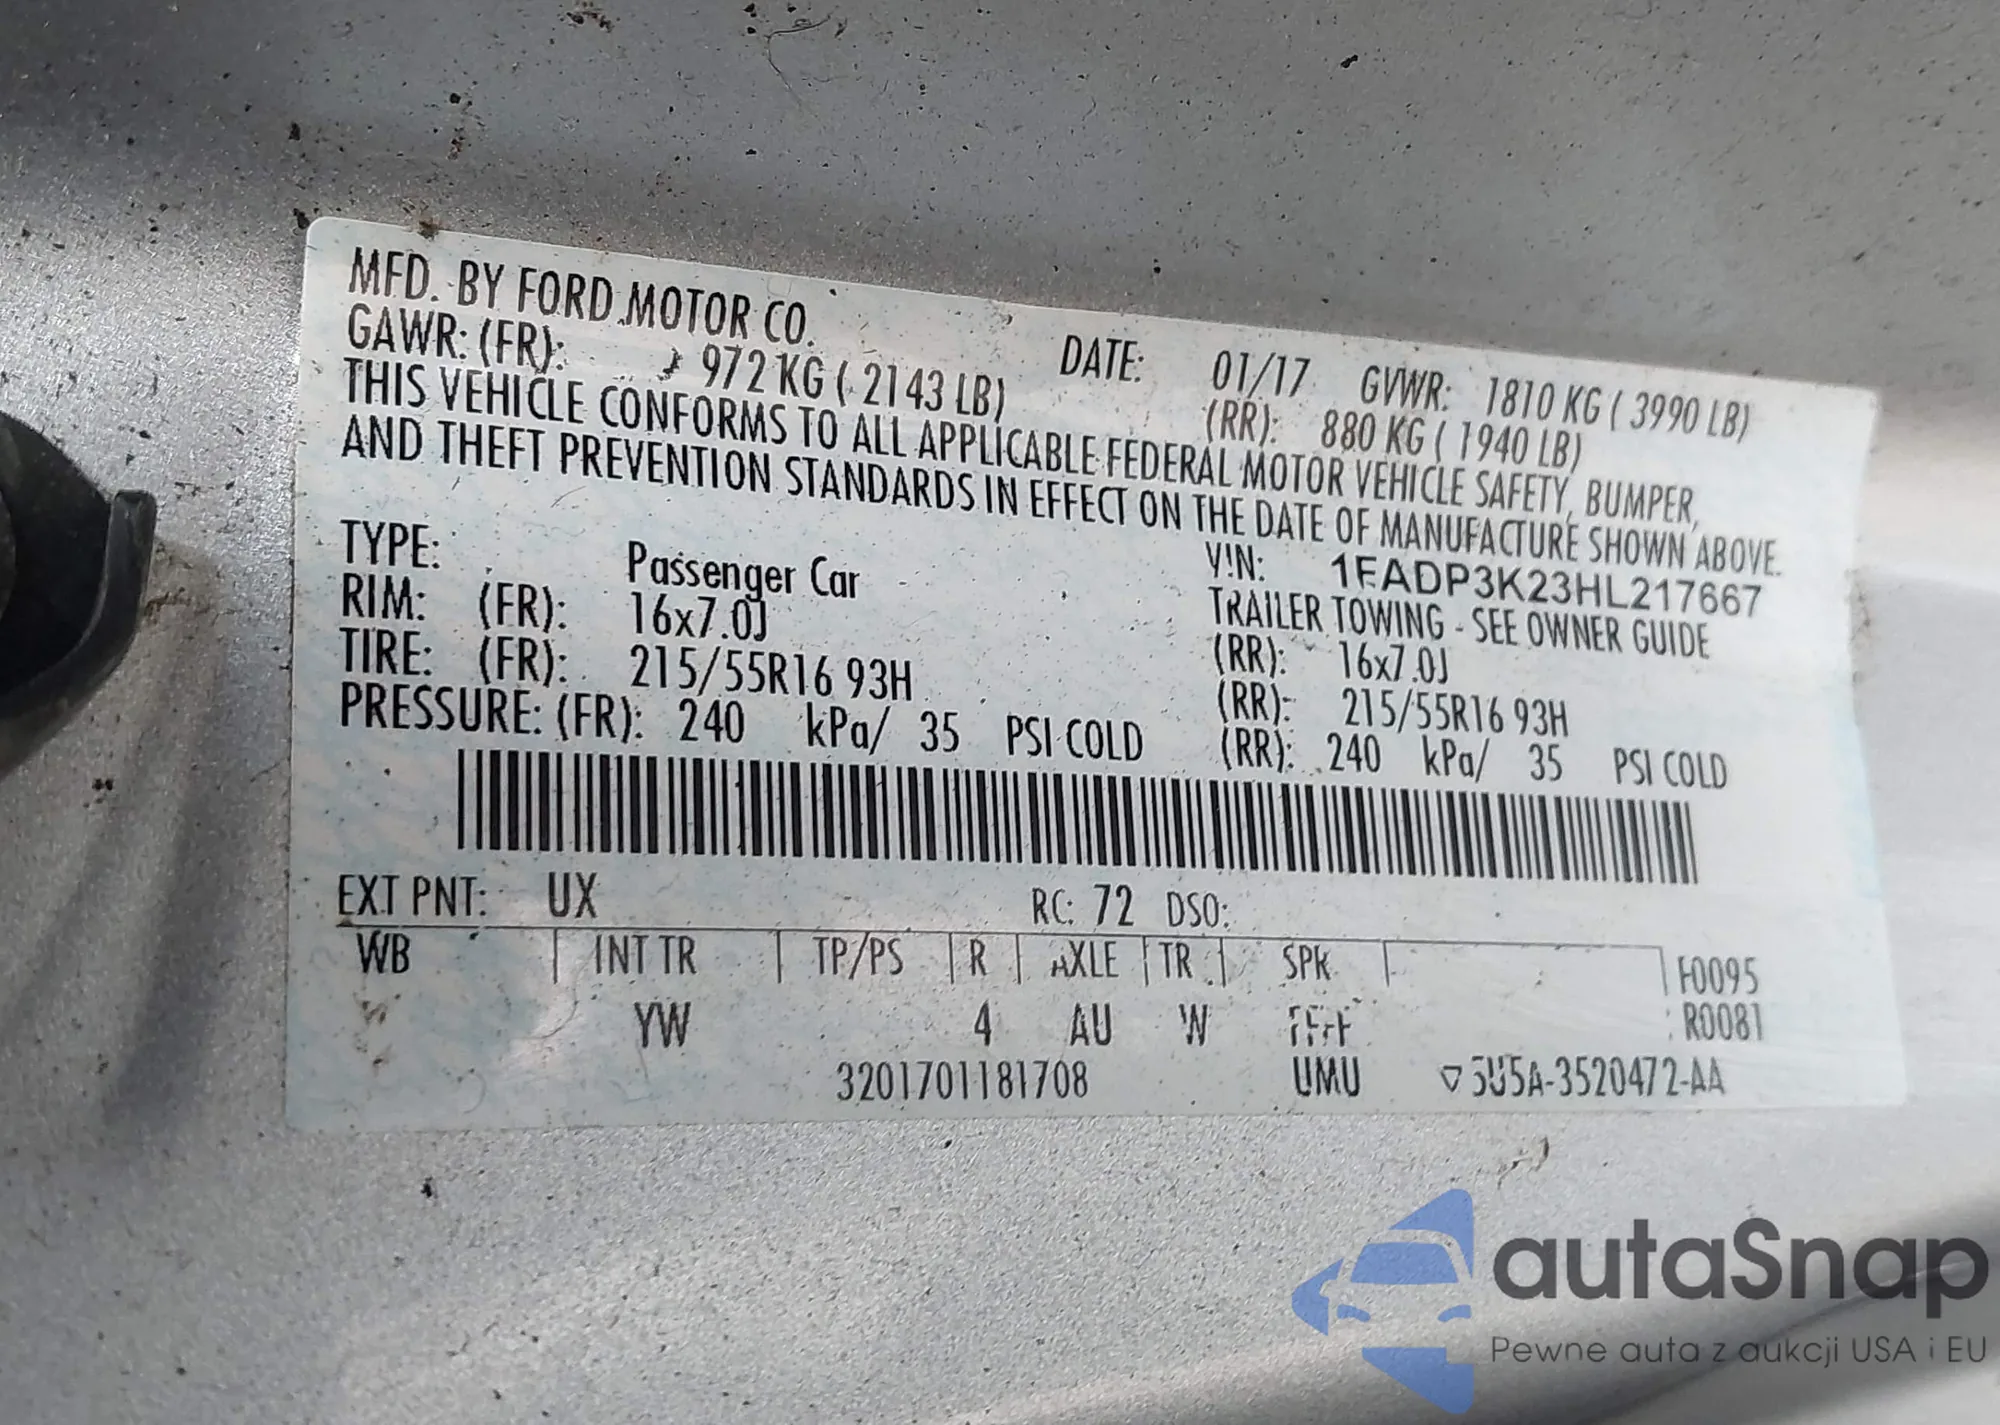 MFD. BY FORD MOTOR CO. DATE: 01/17 GVWR: 1810 KG ( 3990 LB)
GAWR: (FR): 972 KG ( 2143 LB) (RR): 880 KG ( 1940 LB)
THIS VEHICLE CONFORMS TO ALL APPLICABLE FEDERAL MOTOR VEHICLE SAFETY, BUMPER,
AND THEFT PREVENTION STANDARDS IN EFFECT ON THE DATE OF MANUFACTURE SHOWN ABOVE.
VIN: 1FADP3K23HL217667
TYPE: Passenger Car TRAILER TOWING - SEE OWNER GUIDE
RIM: (FR): 16x7.0J (RR): 16x7.0J
TIRE: (FR): 215/55R16 93H (RR): 215/55R16 93H
PRESSURE: (FR): 240 kPa/ 35 PSI COLD (RR): 240 kPa/ 35 PSI COLD
EXT PNT: UX RC: 72 DSO:
WB INT TR TP/PS R AXLE TR SPR F0095
YW 4 AU W R0081
3201701181708 UMU 5U5A-3520472-AA
autaSnap
Pewne auta z aukcji USA i EU